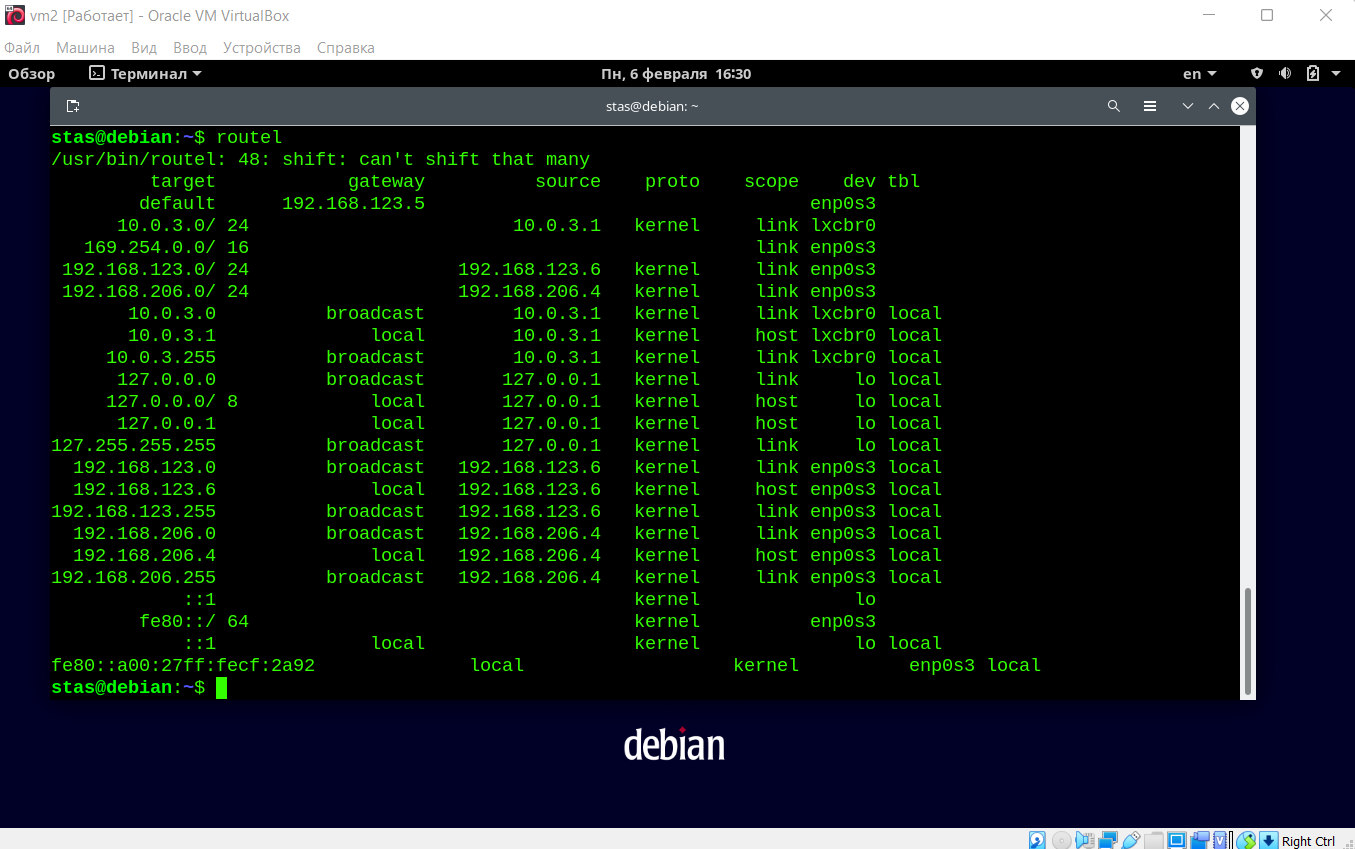 vm2 [Работает] - Oracle VM VirtualBox
Файл Машина Вид Ввод Устройства Справка
Обзор Терминал Пн, 6 февраля 16:30 en
stas@debian: ~
stas@debian:~$ routel
/usr/bin/routel: 48: shift: can't shift that many
target gateway source proto scope dev tbl
default 192.168.123.5 enp0s3
10.0.3.0/ 24 10.0.3.1 kernel link lxcbr0
169.254.0.0/ 16 link enp0s3
192.168.123.0/ 24 192.168.123.6 kernel link enp0s3
192.168.206.0/ 24 192.168.206.4 kernel link enp0s3
10.0.3.0 broadcast 10.0.3.1 kernel link lxcbr0 local
10.0.3.1 local 10.0.3.1 kernel host lxcbr0 local
10.0.3.255 broadcast 10.0.3.1 kernel link lxcbr0 local
127.0.0.0 broadcast 127.0.0.1 kernel link lo local
127.0.0.0/ 8 local 127.0.0.1 kernel host lo local
127.0.0.1 local 127.0.0.1 kernel host lo local
127.255.255.255 broadcast 127.0.0.1 kernel link lo local
192.168.123.0 broadcast 192.168.123.6 kernel link enp0s3 local
192.168.123.6 local 192.168.123.6 kernel host enp0s3 local
192.168.123.255 broadcast 192.168.123.6 kernel link enp0s3 local
192.168.206.0 broadcast 192.168.206.4 kernel link enp0s3 local
192.168.206.4 local 192.168.206.4 kernel host enp0s3 local
192.168.206.255 broadcast 192.168.206.4 kernel link enp0s3 local
::1 kernel lo
fe80::/ 64 kernel enp0s3
::1 local kernel lo local
fe80::a00:27ff:fecf:2a92 local kernel enp0s3 local
stas@debian:~$
debian
Right Ctrl